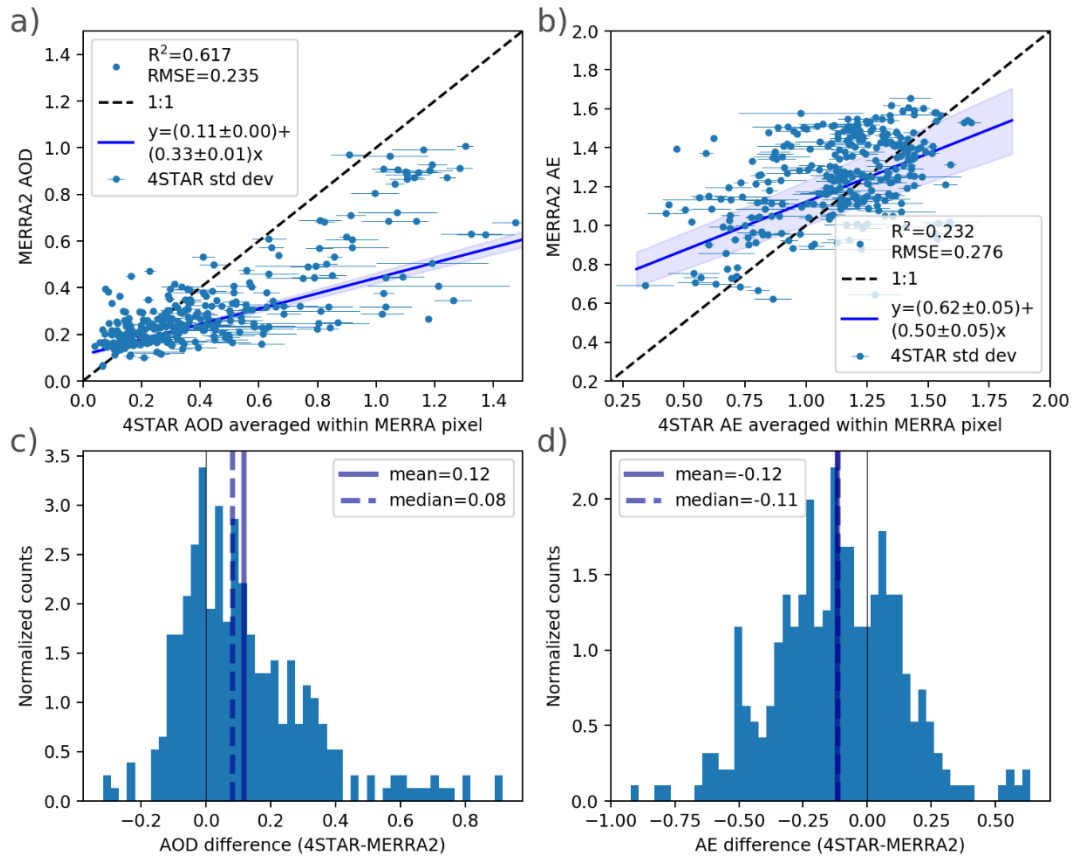 a)
R²=0.617
RMSE=0.235
1:1
y=(0.11±0.00)+
(0.33±0.01)x
4STAR std dev
MERRA2 AOD
1.4
1.2
1.0
0.8
0.6
0.4
0.2
0.0
0.0 0.2 0.4 0.6 0.8 1.0 1.2 1.4
4STAR AOD averaged within MERRA pixel
b)
R²=0.232
RMSE=0.276
1:1
y=(0.62±0.05)+
(0.50±0.05)x
4STAR std dev
MERRA2 AE
2.0
1.8
1.6
1.4
1.2
1.0
0.8
0.6
0.4
0.2
0.25 0.50 0.75 1.00 1.25 1.50 1.75 2.00
4STAR AE averaged within MERRA pixel
c)
mean=0.12
median=0.08
Normalized counts
3.5
3.0
2.5
2.0
1.5
1.0
0.5
0.0
−0.2 0.0 0.2 0.4 0.6 0.8
AOD difference (4STAR-MERRA2)
d)
mean=-0.12
median=-0.11
Normalized counts
2.0
1.5
1.0
0.5
0.0
−1.00 −0.75 −0.50 −0.25 0.00 0.25 0.50
AE difference (4STAR-MERRA2)